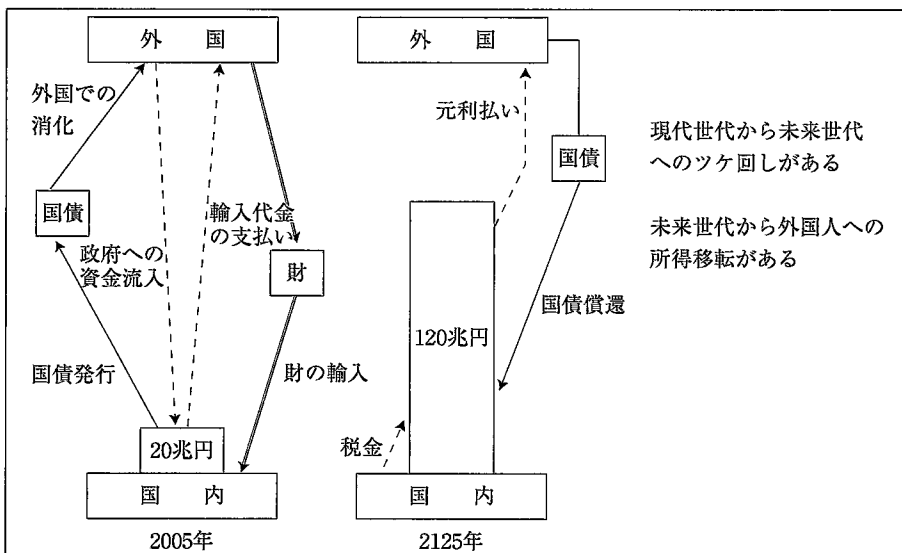 外国
外国
外国での
消化
元利払い
現代世代から未来世代
へのツケ回しがある
国債
国債
輸入代金
の支払い
未来世代から外国人への
所得移転がある
政府への
資金流入
財
国債償還
120兆円
国債発行
財の輸入
20兆円
税金
国内
国内
2005年
2125年